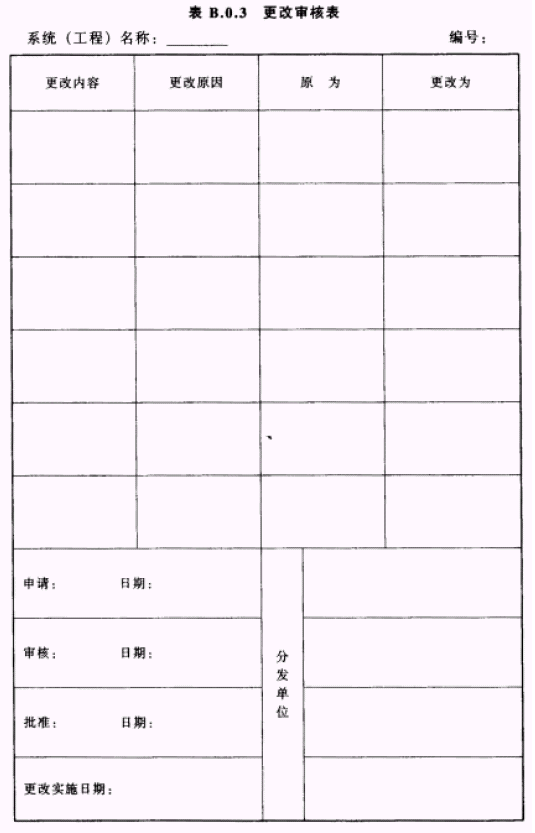 表 B.0.3 更改审核表
系统（工程）名称：________ 编号：
更改内容 更改原因 原 为 更改为
申请： 日期：
审核： 日期：
批准： 日期：
更改实施日期：
分发单位